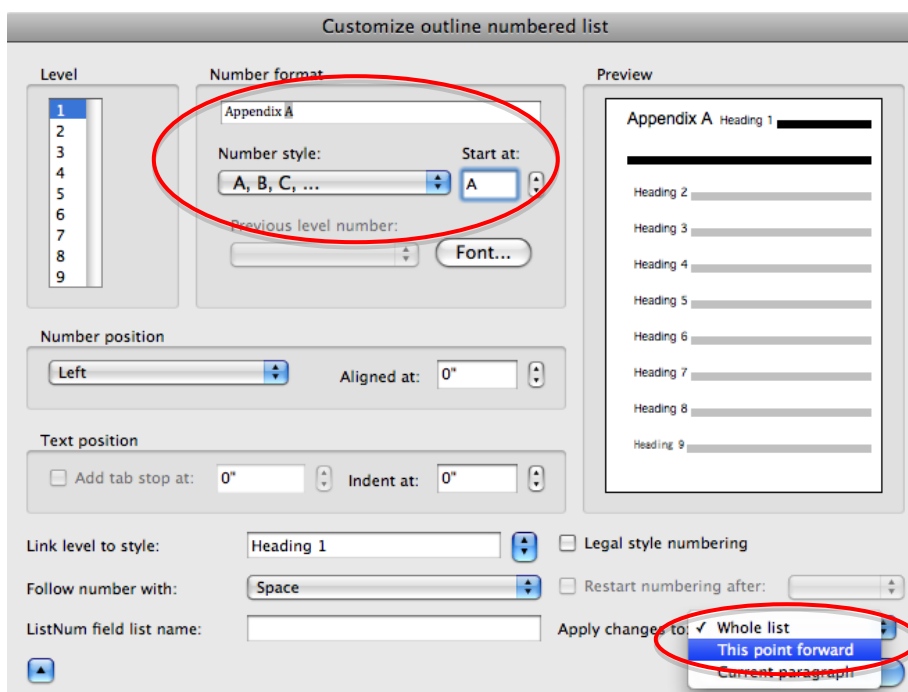 Customize outline numbered list
Level
1
2
3
4
5
6
7
8
9
Number format
Appendix A
Number style:
Start at:
A, B, C, ...
A
Previous level number:
Font...
Preview
Appendix A Heading 1
Heading 2
Heading 3
Heading 4
Heading 5
Heading 6
Heading 7
Heading 8
Heading 9
Number position
Left
Aligned at:
0"
Text position
Add tab stop at:
0"
Indent at:
0"
Link level to style:
Heading 1
Legal style numbering
Follow number with:
Space
Restart numbering after:
ListNum field list name:
Apply changes to:
✓ Whole list
This point forward
Current paragraph